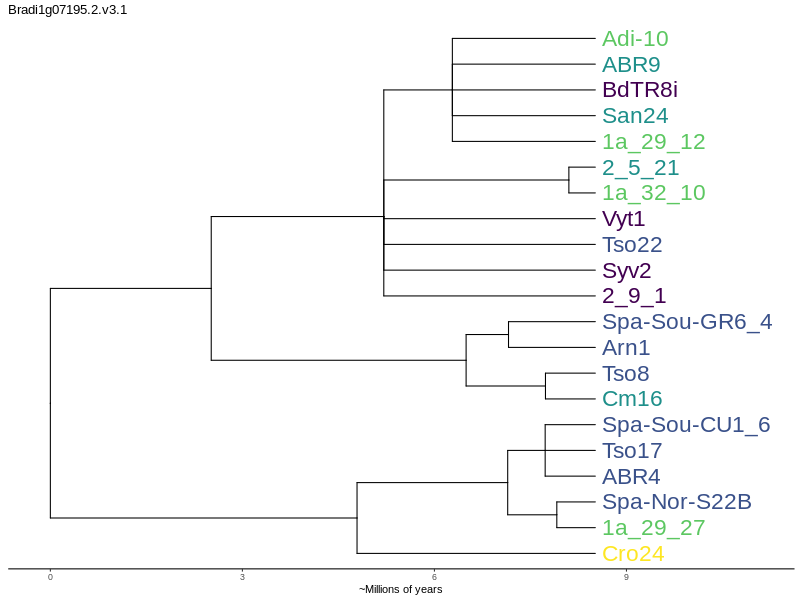 Bradi1g07195.2.v3.1
Adi-10
ABR9
BdTR8i
San24
1a_29_12
2_5_21
1a_32_10
Vyt1
Tso22
Syv2
2_9_1
Spa-Sou-GR6_4
Arn1
Tso8
Cm16
Spa-Sou-CU1_6
Tso17
ABR4
Spa-Nor-S22B
1a_29_27
Cro24
0 3 6 9
~Millions of years